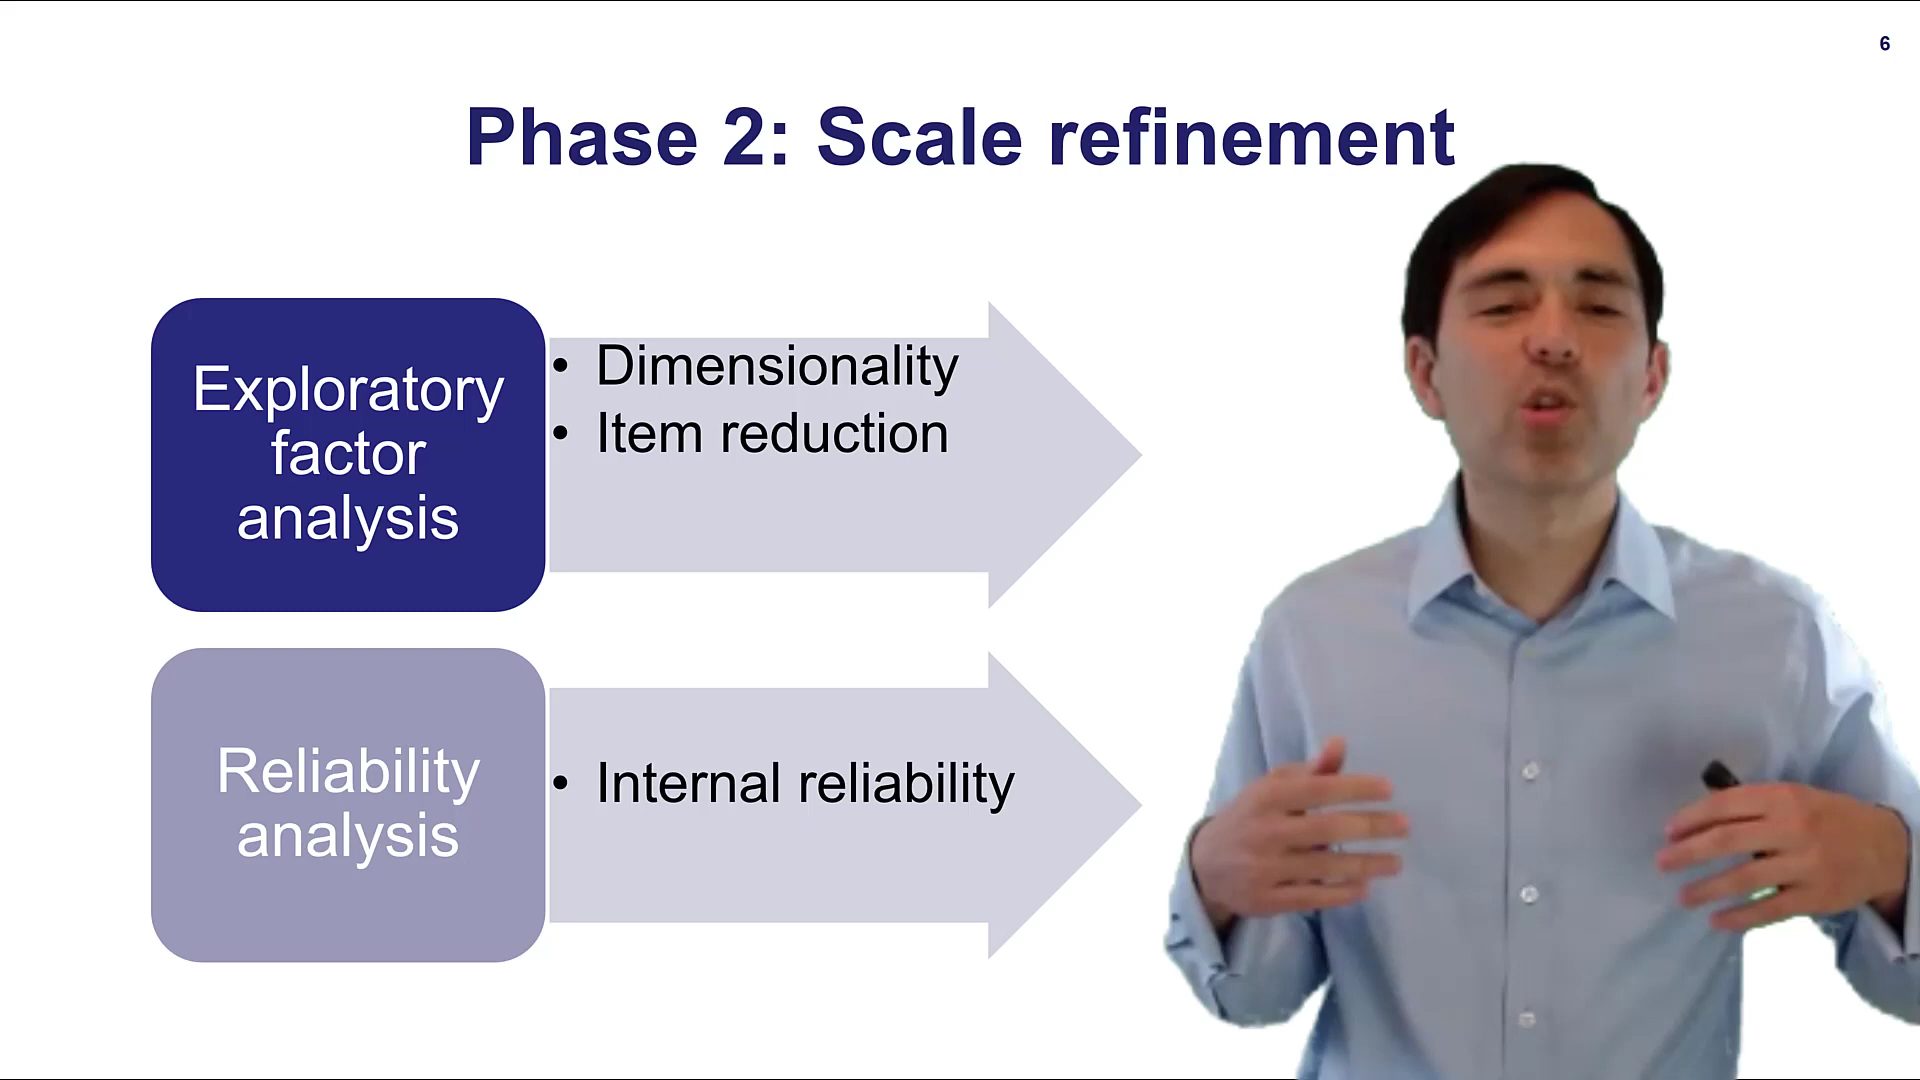 6
Phase 2: Scale refinement
Exploratory
factor
analysis
• Dimensionality
• Item reduction
Reliability
analysis
• Internal reliability